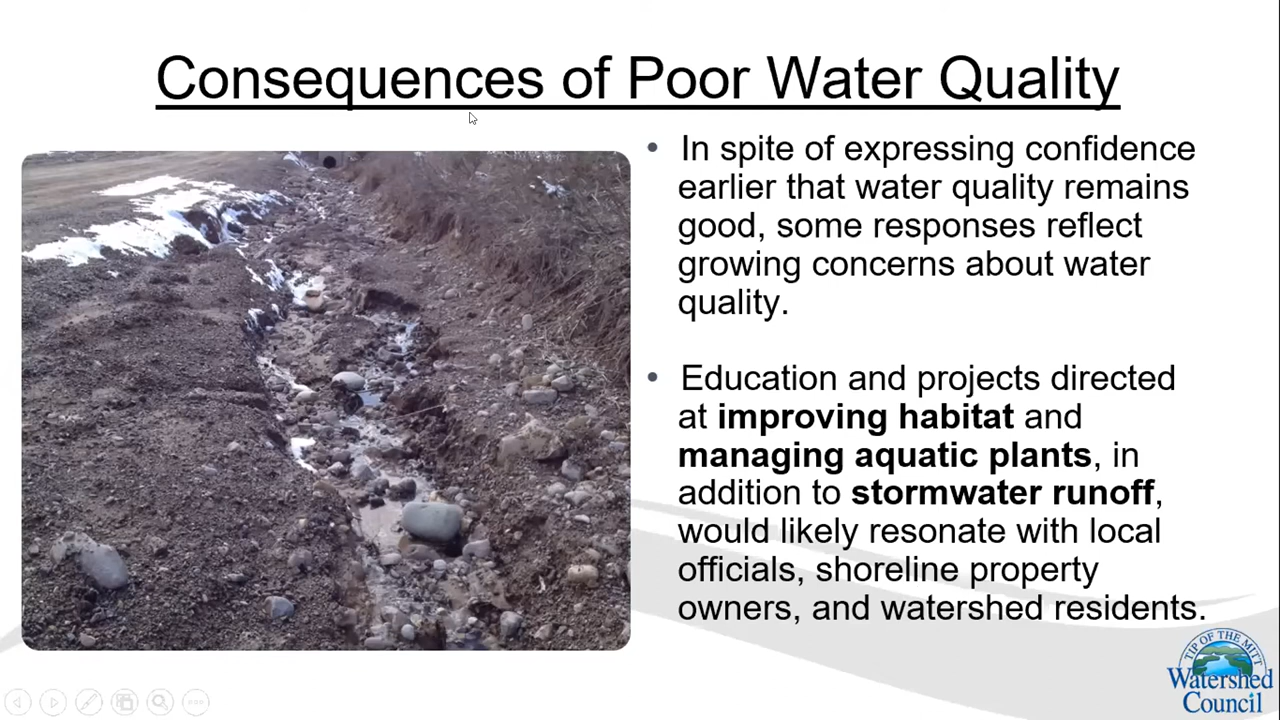 Consequences of Poor Water Quality
• In spite of expressing confidence
earlier that water quality remains
good, some responses reflect
growing concerns about water
quality.
• Education and projects directed
at improving habitat and
managing aquatic plants, in
addition to stormwater runoff,
would likely resonate with local
officials, shoreline property
owners, and watershed residents.
TIP OF THE MITT
Watershed
Council